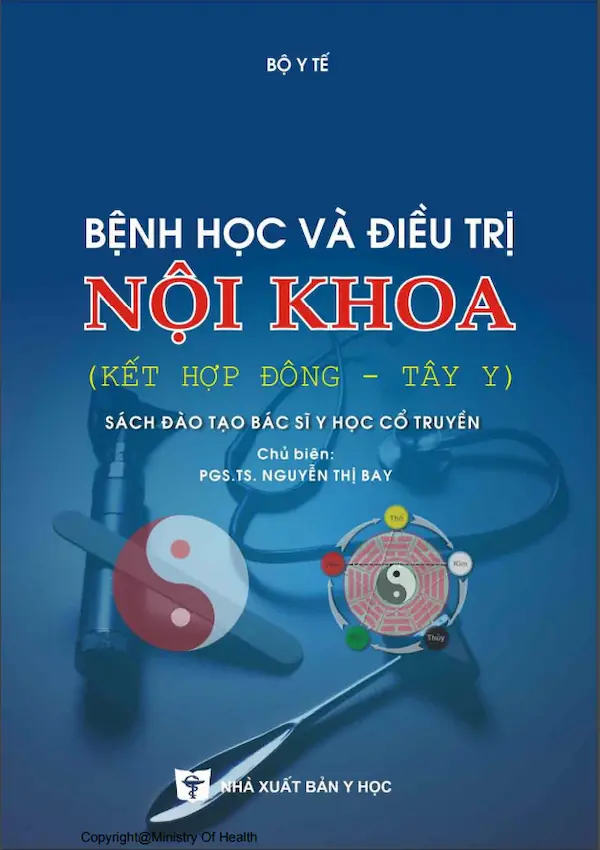 BỘ Y TẾ
BỆNH HỌC VÀ ĐIỀU TRỊ
NỘI KHOA
(KẾT HỢP ĐÔNG - TÂY Y)
SÁCH ĐÀO TẠO BÁC SĨ Y HỌC CỔ TRUYỀN
Chủ biên:
PGS.TS. NGUYỄN THỊ BAY
Thổ
Kim
Thủy
NHÀ XUẤT BẢN Y HỌC
Copyright@Ministry Of Health